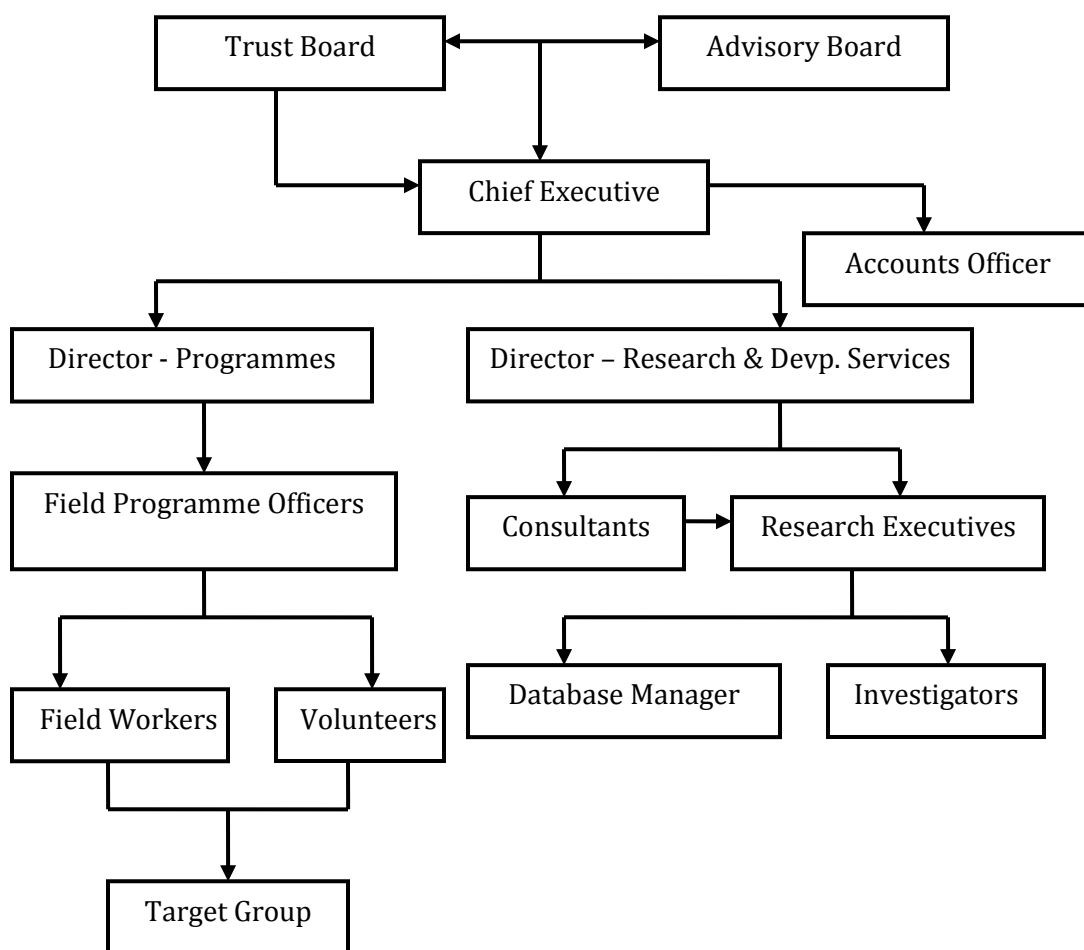 Trust Board
Advisory Board
Chief Executive
Accounts Officer
Director - Programmes
Director – Research & Devp. Services
Field Programme Officers
Consultants
Research Executives
Field Workers
Volunteers
Database Manager
Investigators
Target Group